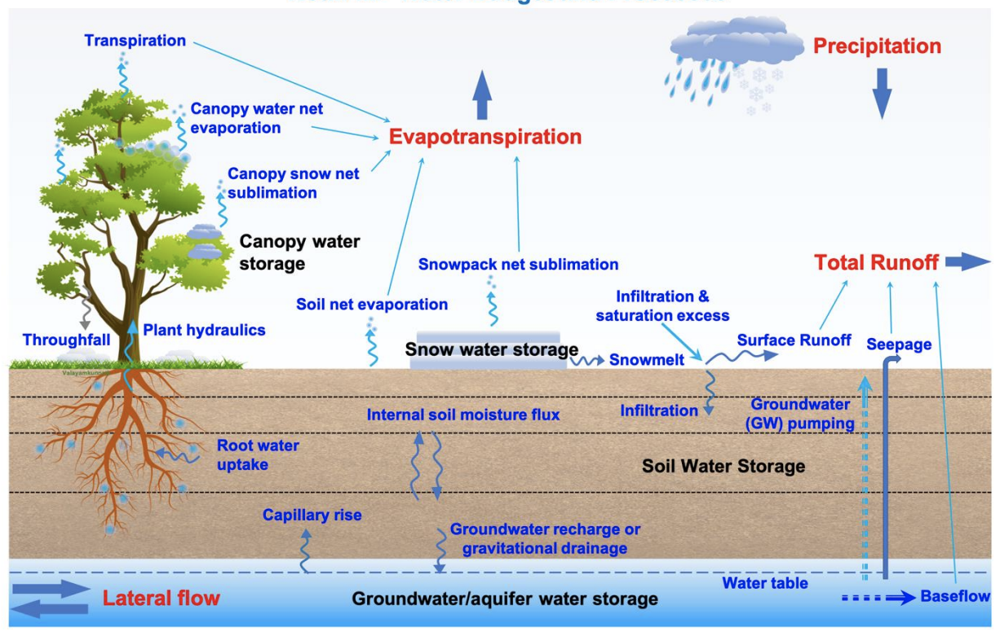 Transpiration
Precipitation
Canopy water net
evaporation
Evapotranspiration
Canopy snow net
sublimation
Canopy water
storage
Snowpack net sublimation
Total Runoff
Soil net evaporation
Infiltration &
saturation excess
Throughfall
Plant hydraulics
Surface Runoff
Seepage
Snow water storage
Snowmelt
Internal soil moisture flux
Infiltration
Groundwater
(GW) pumping
Root water
uptake
Soil Water Storage
Capillary rise
Groundwater recharge or
gravitational drainage
Water table
Lateral flow
Groundwater/aquifer water storage
Baseflow